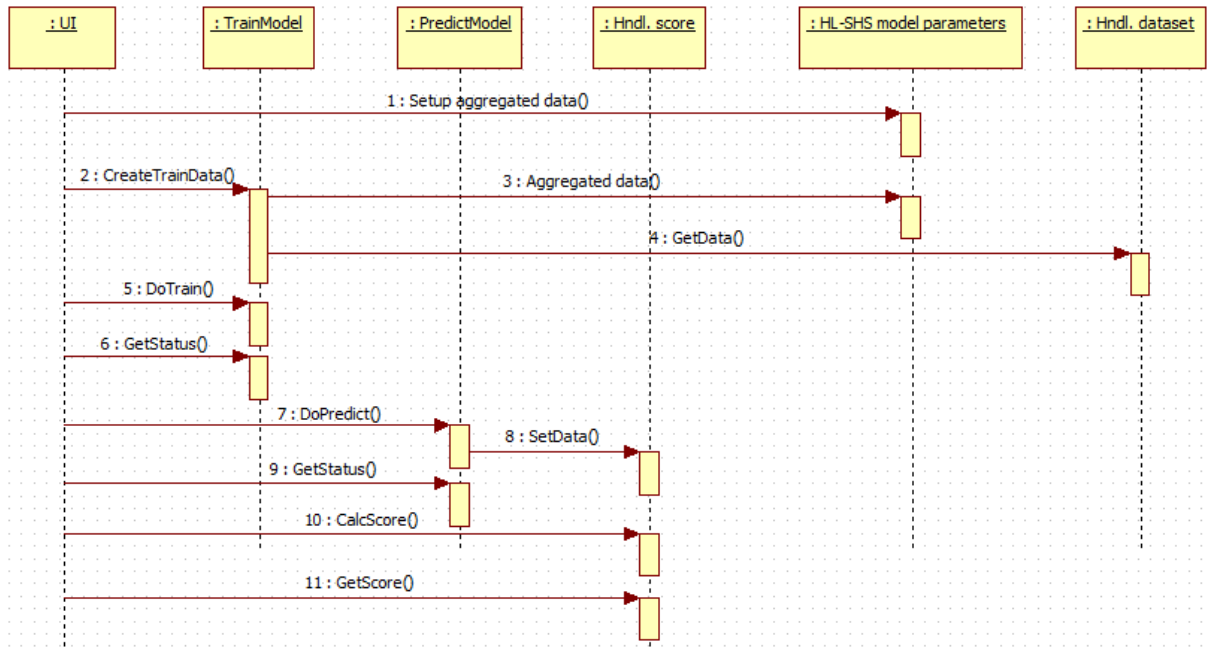 : UI
: TrainModel
: PredictModel
: Hndl. score
: HL-SHS model parameters
: Hndl. dataset
1 : Setup aggregated data()
2 : CreateTrainData()
3 : Aggregated data()
4 : GetData()
5 : DoTrain()
6 : GetStatus()
7 : DoPredict()
8 : SetData()
9 : GetStatus()
10 : CalcScore()
11 : GetScore()